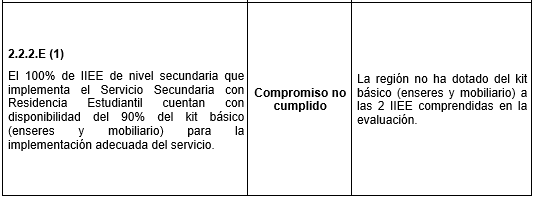 2.2.2.E (1)
El 100% de IIEE de nivel secundaria que
implementa el Servicio Secundaria con
Residencia Estudiantil cuentan con
disponibilidad del 90% del kit básico
(enseres y mobiliario) para la
implementación adecuada del servicio.
Compromiso no
cumplido
La región no ha dotado del kit
básico (enseres y mobiliario) a
las 2 IIEE comprendidas en la
evaluación.